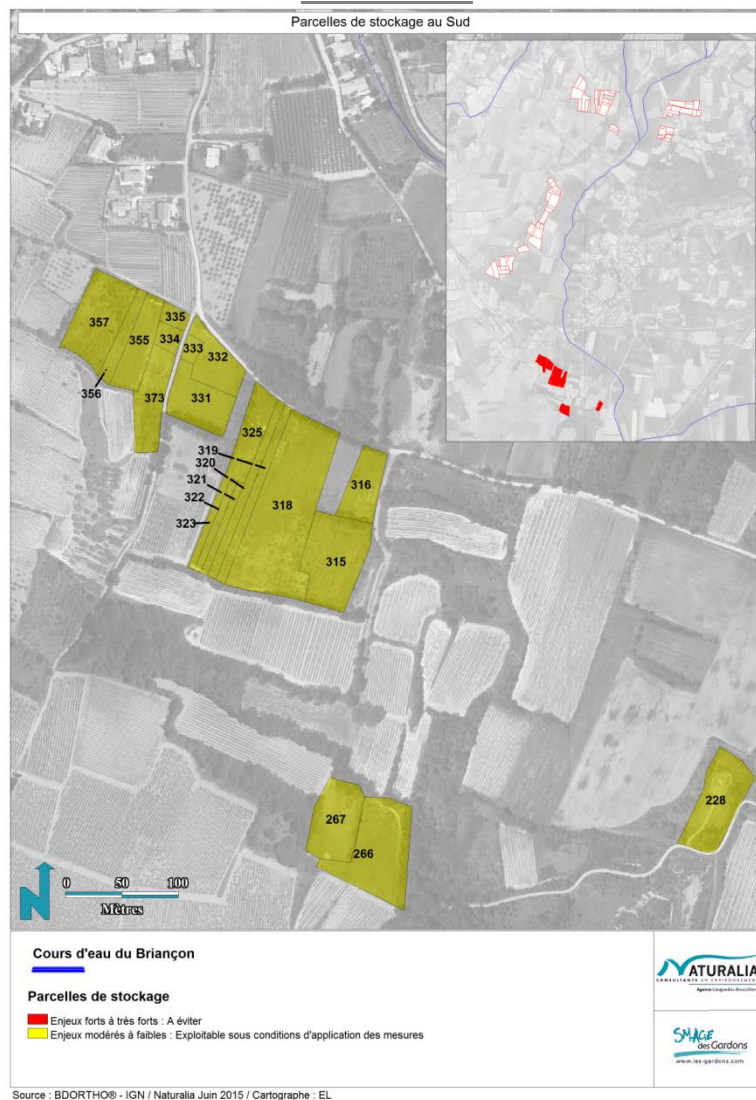 Parcelles de stockage au Sud
357
355
335
334
333
332
356
373
331
325
319
320
321
322
323
318
316
315
267
266
228
N
0 50 100
Mètres
Cours d'eau du Briançon
Parcelles de stockage
Enjeux forts à très forts : A éviter
Enjeux modérés à faibles : Exploitable sous conditions d'application des mesures
NATURALIA
CONSULTANTS EN ENVIRONNEMENT
Agence Languedoc-Roussillon
SMAGE
des Gardons
www.les-gardons.com
Source : BDORTHO® - IGN / Naturalia Juin 2015 / Cartographe : EL